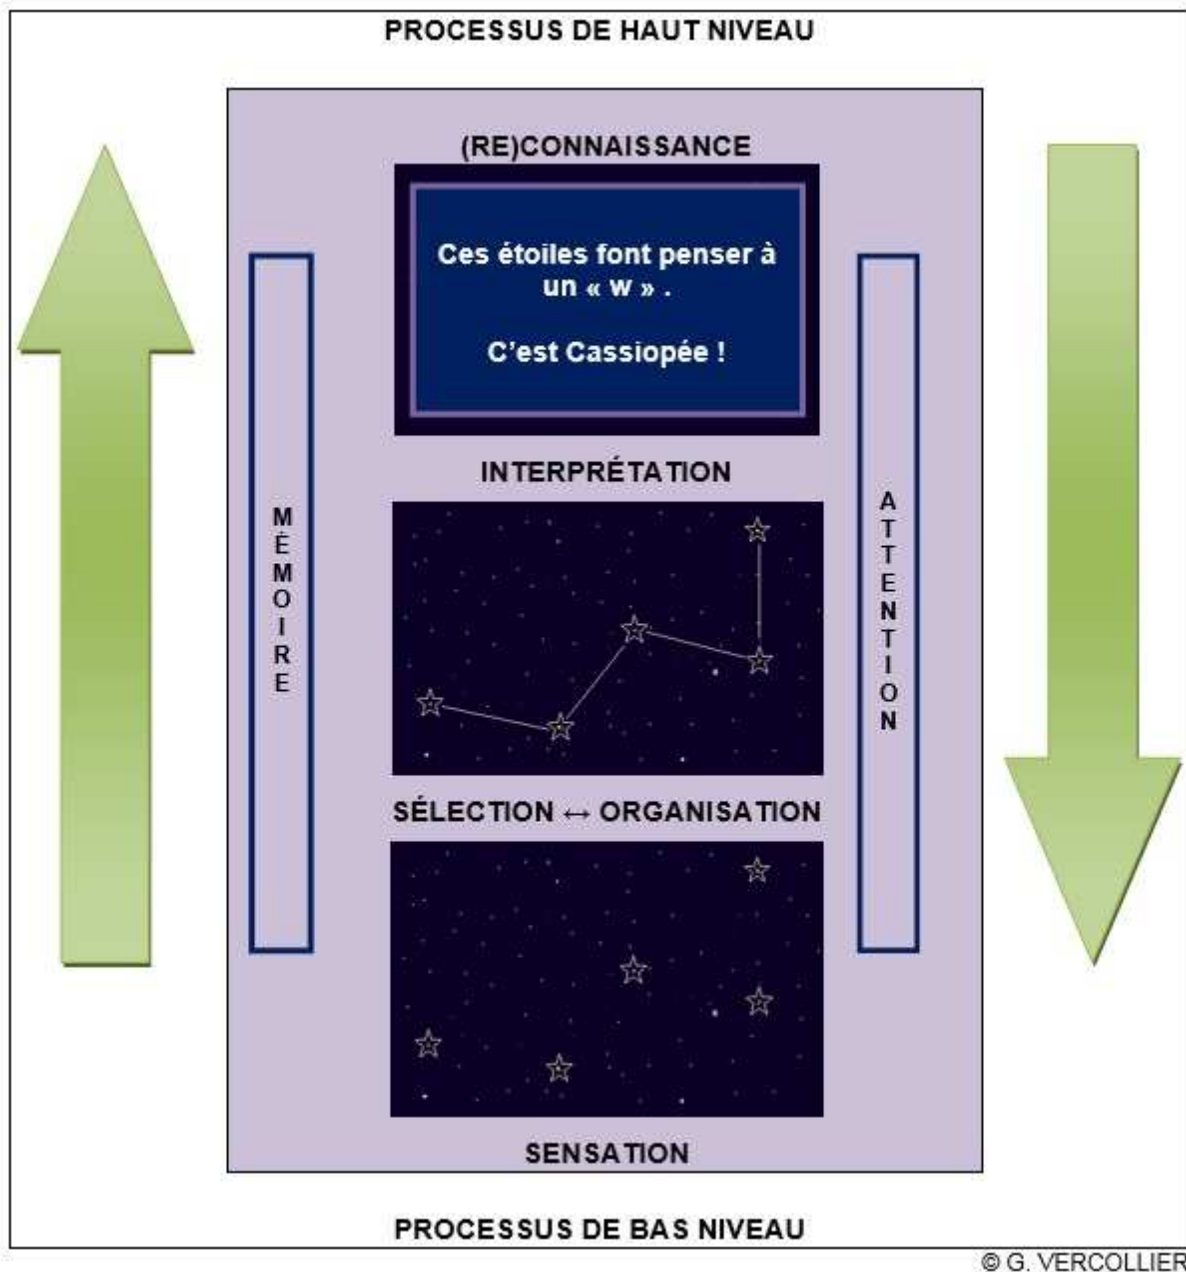 PROCESSUS DE HAUT NIVEAU
(RE)CONNAISSANCE
Ces étoiles font penser à
un « w » .
C'est Cassiopée !
INTERPRÉTATION
MÉMOIRE
ATTENTION
SÉLECTION ↔ ORGANISATION
SENSATION
PROCESSUS DE BAS NIVEAU
© G. VERCOLLIER